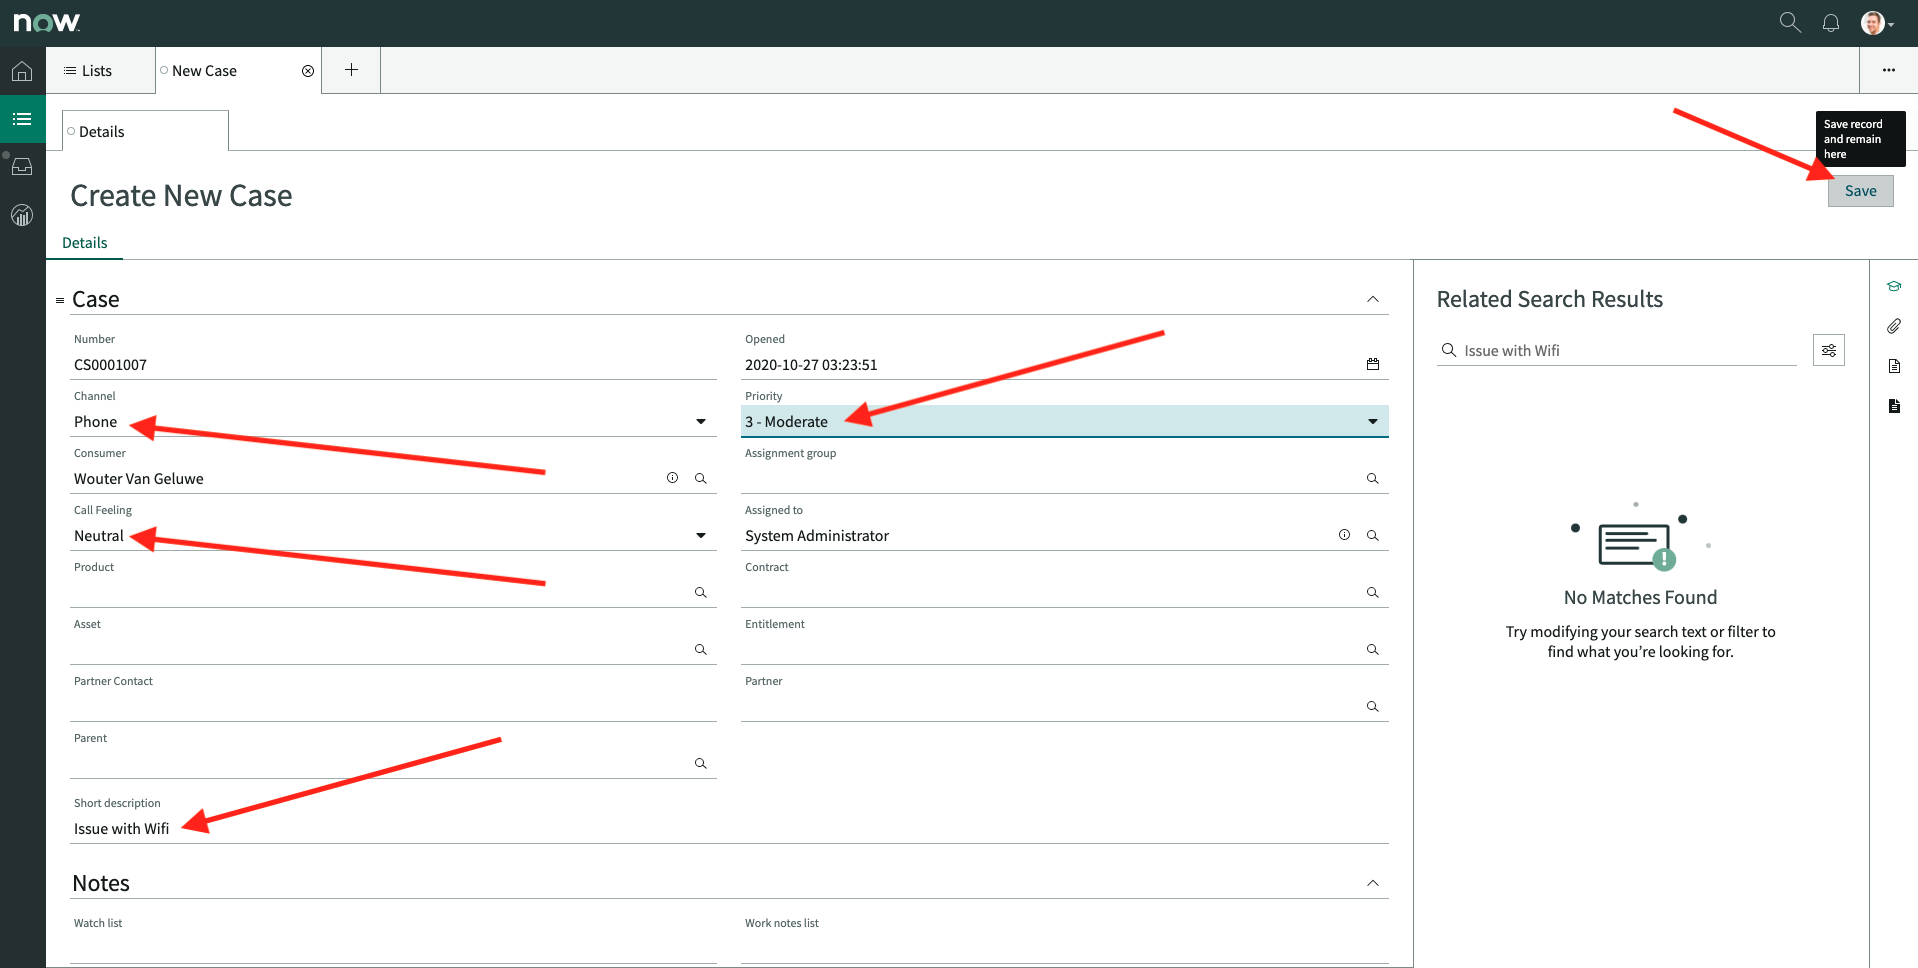 now
Lists
New Case
Details
Save record
and remain
here
Create New Case
Save
Details
Case
Number
CS0001007
Opened
2020-10-27 03:23:51
Channel
Phone
Priority
3 - Moderate
Consumer
Wouter Van Geluwe
Assignment group
Call Feeling
Neutral
Assigned to
System Administrator
Product
Contract
Asset
Entitlement
Partner Contact
Partner
Parent
Short description
Issue with Wifi
Notes
Watch list
Work notes list
Related Search Results
Issue with Wifi
No Matches Found
Try modifying your search text or filter to
find what you’re looking for.